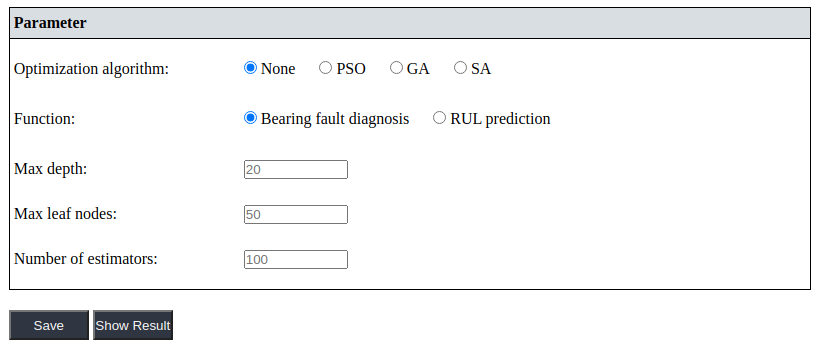 Parameter
Optimization algorithm: None PSO GA SA
Function: Bearing fault diagnosis RUL prediction
Max depth: 20
Max leaf nodes: 50
Number of estimators: 100
Save Show Result